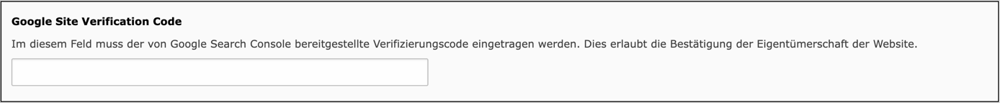 Google Site Verification Code
Im diesem Feld muss der von Google Search Console bereitgestellte Verifizierungscode eingetragen werden. Dies erlaubt die Bestätigung der Eigentümerschaft der Website.